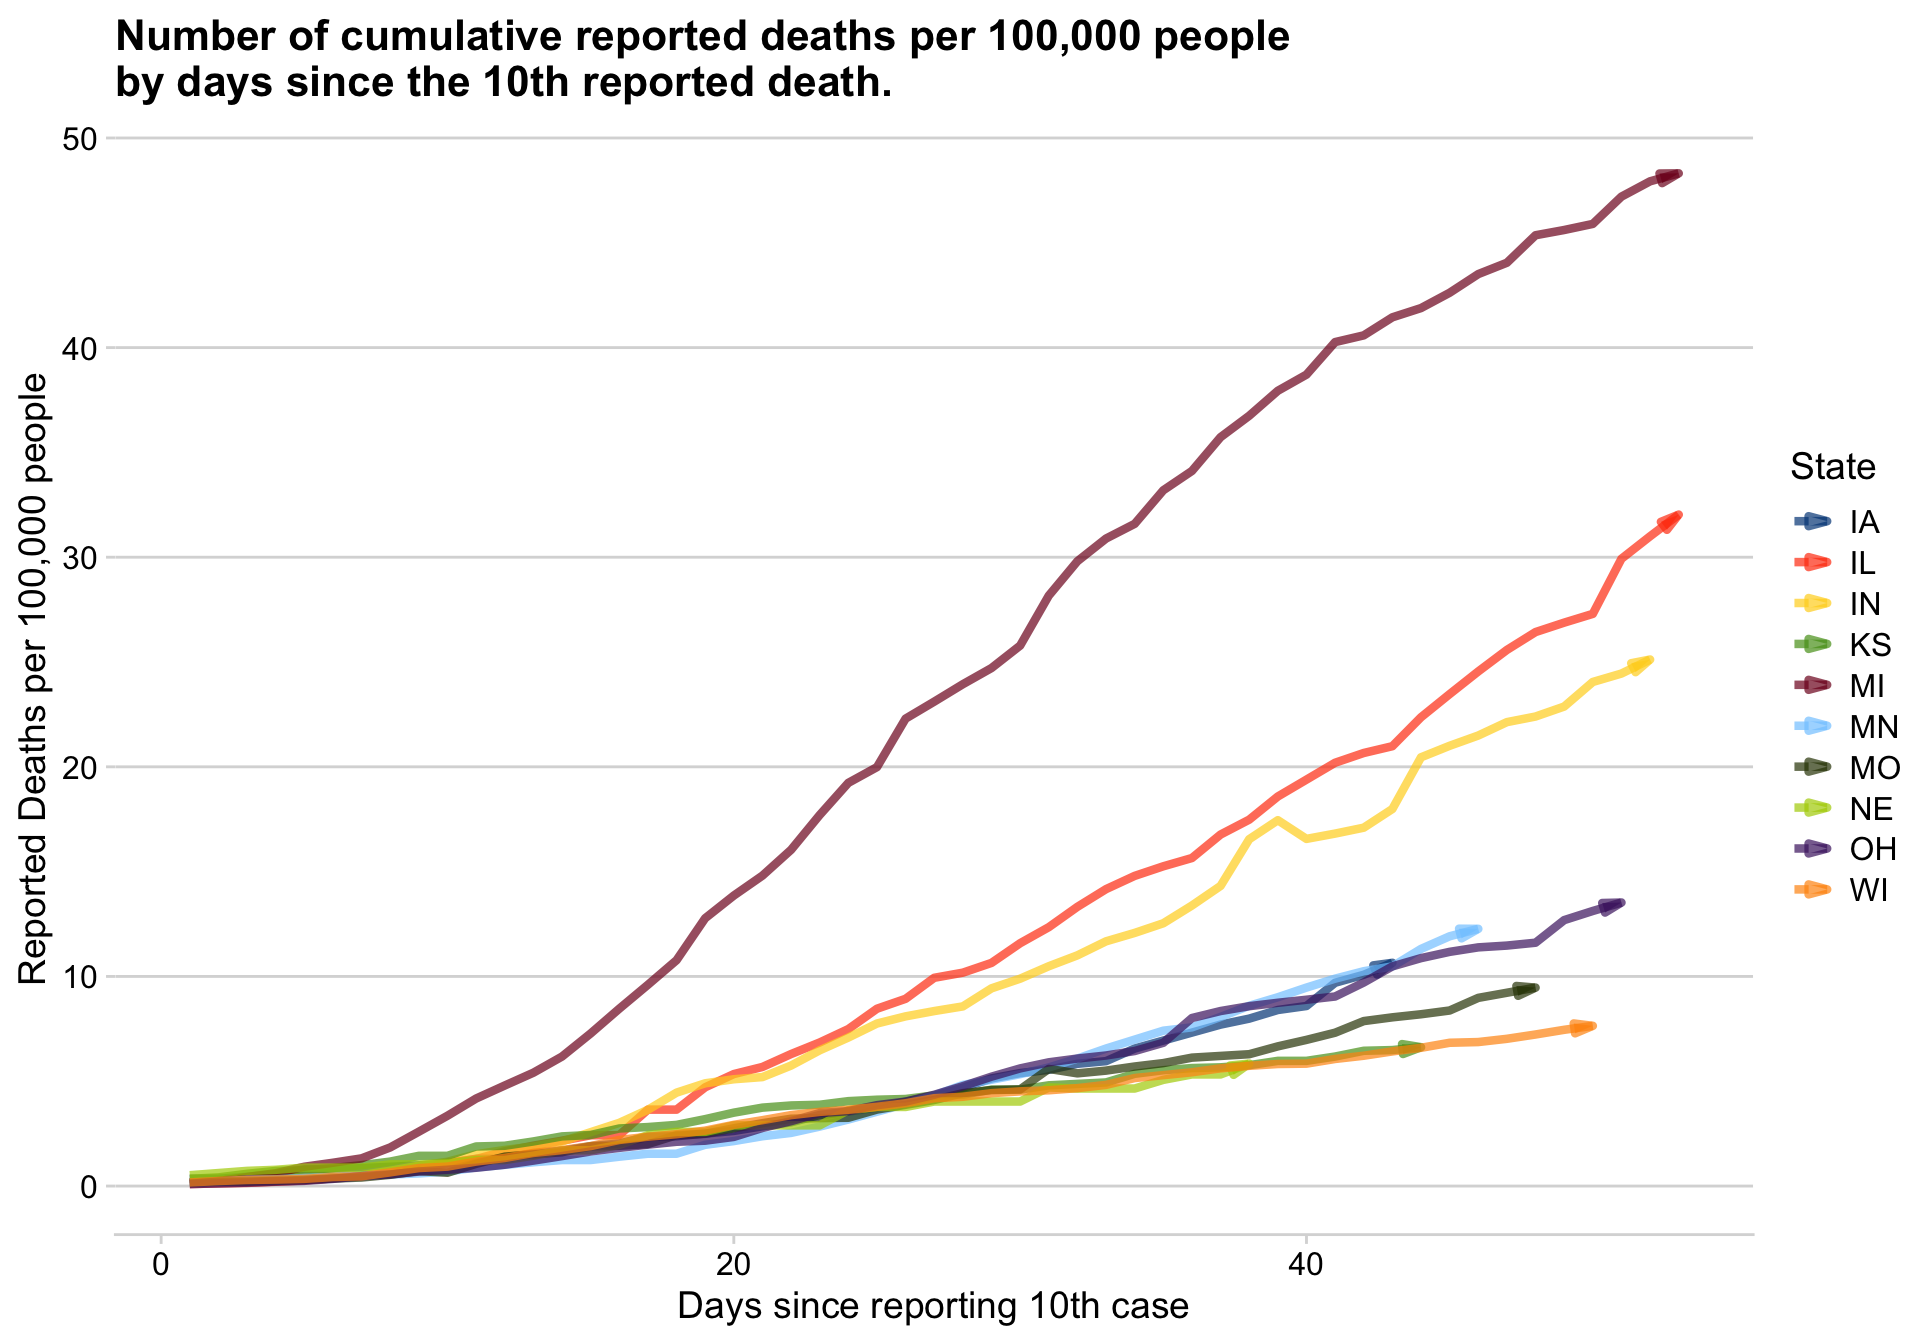 Number of cumulative reported deaths per 100,000 people
by days since the 10th reported death.
50
40
30
20
10
0
Reported Deaths per 100,000 people
0
20
40
Days since reporting 10th case
State
IA
IL
IN
KS
MI
MN
MO
NE
OH
WI